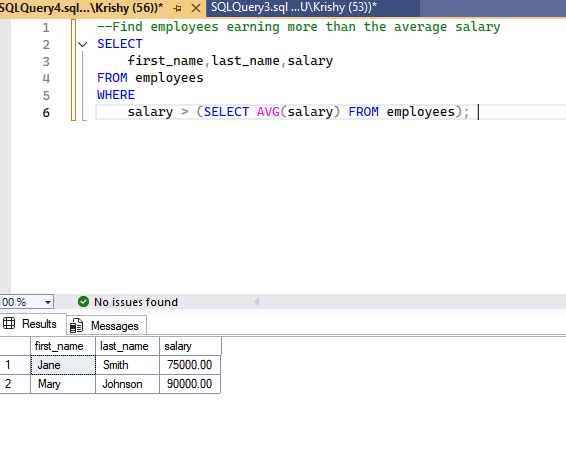 SQLQuery4.sql...\Krishy (56))* SQLQuery3.sql ...U\Krishy (53))*
1 --Find employees earning more than the average salary
2 SELECT
3 first_name,last_name,salary
4 FROM employees
5 WHERE
6 salary > (SELECT AVG(salary) FROM employees);
00 % No issues found
Results Messages
first_name last_name salary
1 Jane Smith 75000.00
2 Mary Johnson 90000.00